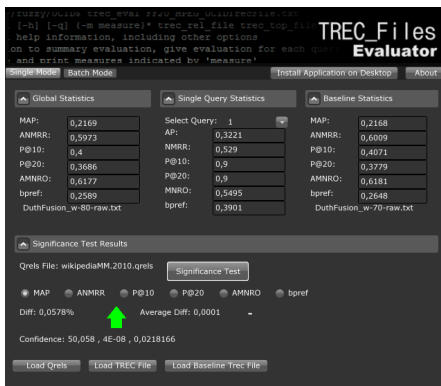 /fuzzy/OCIDs trec_eval
[-h] [-q] (-m measure)* trec_rel_file trec_top_
help information, including other options
on to summary evaluation, give evaluation for each
and print measures indicated by 'measure'
TREC_Files
Evaluator
Single Mode Batch Mode Install Application on Desktop About
Global Statistics
MAP: 0,2169
ANMRR: 0,5973
P@10: 0,4
P@20: 0,3686
AMNRO: 0,6177
bpref: 0,2589
DuthFusion_w-80-raw.txt
Single Query Statistics
Select Query: 1
AP: 0,3221
NMRR: 0,529
P@10: 0,9
P@20: 0,9
MNRO: 0,5495
bpref: 0,3901
Baseline Statistics
MAP: 0,2168
ANMRR: 0,6009
P@10: 0,4071
P@20: 0,3779
AMNRO: 0,6181
bpref: 0,2648
DuthFusion_w-70-raw.txt
Significance Test Results
Qrels File: wikipediaMM.2010.qrels Significance Test
MAP ANMRR P@10 P@20 AMNRO bpref
Diff: 0,0578% Average Diff: 0,0001 -
Confidence: 50,058 , 4E-08 , 0,0218166
Load Qrels Load TREC File Load Baseline Trec File